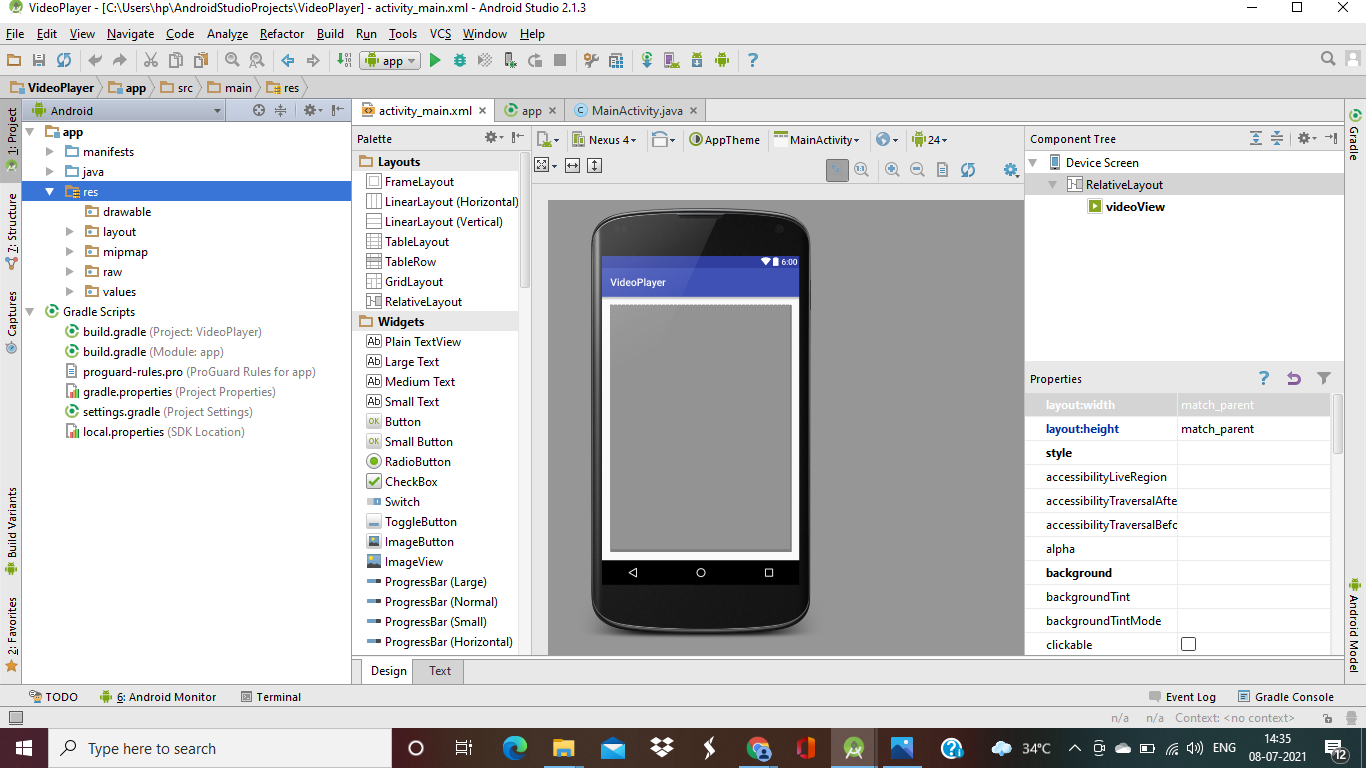 VideoPlayer - [C:\Users\hp\AndroidStudioProjects\VideoPlayer] - activity_main.xml - Android Studio 2.1.3
File Edit View Navigate Code Analyze Refactor Build Run Tools VCS Window Help
app
VideoPlayer app src main res
1: Project
7: Structure
Captures
Build Variants
2: Favorites
Android
app
manifests
java
res
drawable
layout
mipmap
raw
values
Gradle Scripts
build.gradle (Project: VideoPlayer)
build.gradle (Module: app)
proguard-rules.pro (ProGuard Rules for app)
gradle.properties (Project Properties)
settings.gradle (Project Settings)
local.properties (SDK Location)
activity_main.xml app MainActivity.java
Palette
Layouts
FrameLayout
LinearLayout (Horizontal)
LinearLayout (Vertical)
TableLayout
TableRow
GridLayout
RelativeLayout
Widgets
Plain TextView
Large Text
Medium Text
Small Text
Button
Small Button
RadioButton
CheckBox
Switch
ToggleButton
ImageButton
ImageView
ProgressBar (Large)
ProgressBar (Normal)
ProgressBar (Small)
ProgressBar (Horizontal)
Design Text
Nexus 4 AppTheme MainActivity 24
6:00
VideoPlayer
Component Tree
Device Screen
RelativeLayout
videoView
Properties
layout:width match_parent
layout:height match_parent
style
accessibilityLiveRegion
accessibilityTraversalAfte
accessibilityTraversalBefo
alpha
background
backgroundTint
backgroundTintMode
clickable
Gradle
Android Model
TODO 6: Android Monitor Terminal Event Log Gradle Console
n/a n/a Context: <no context>
Type here to search
34°C ENG 14:35
08-07-2021
12